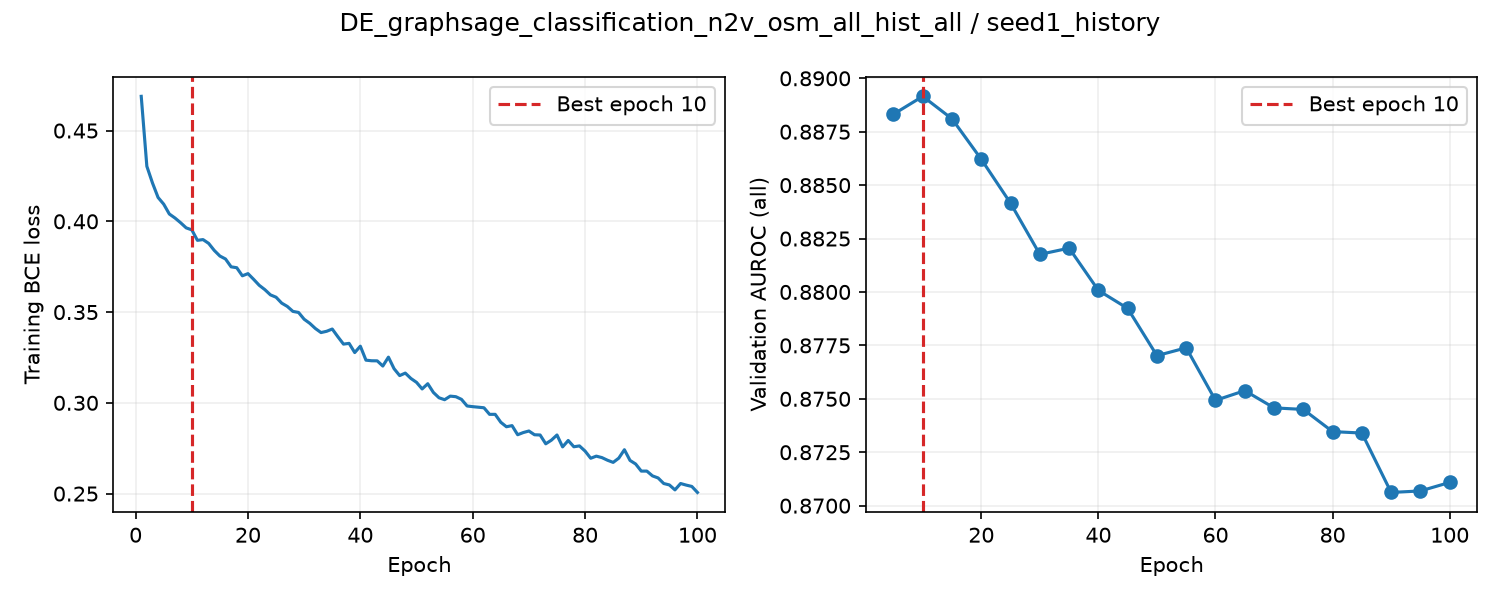 DE_graphsage_classification_n2v_osm_all_hist_all / seed1_history
Training BCE loss
0.45
0.40
0.35
0.30
0.25
Best epoch 10
0 20 40 60 80 100
Epoch
Validation AUROC (all)
0.8900
0.8875
0.8850
0.8825
0.8800
0.8775
0.8750
0.8725
0.8700
Best epoch 10
20 40 60 80 100
Epoch